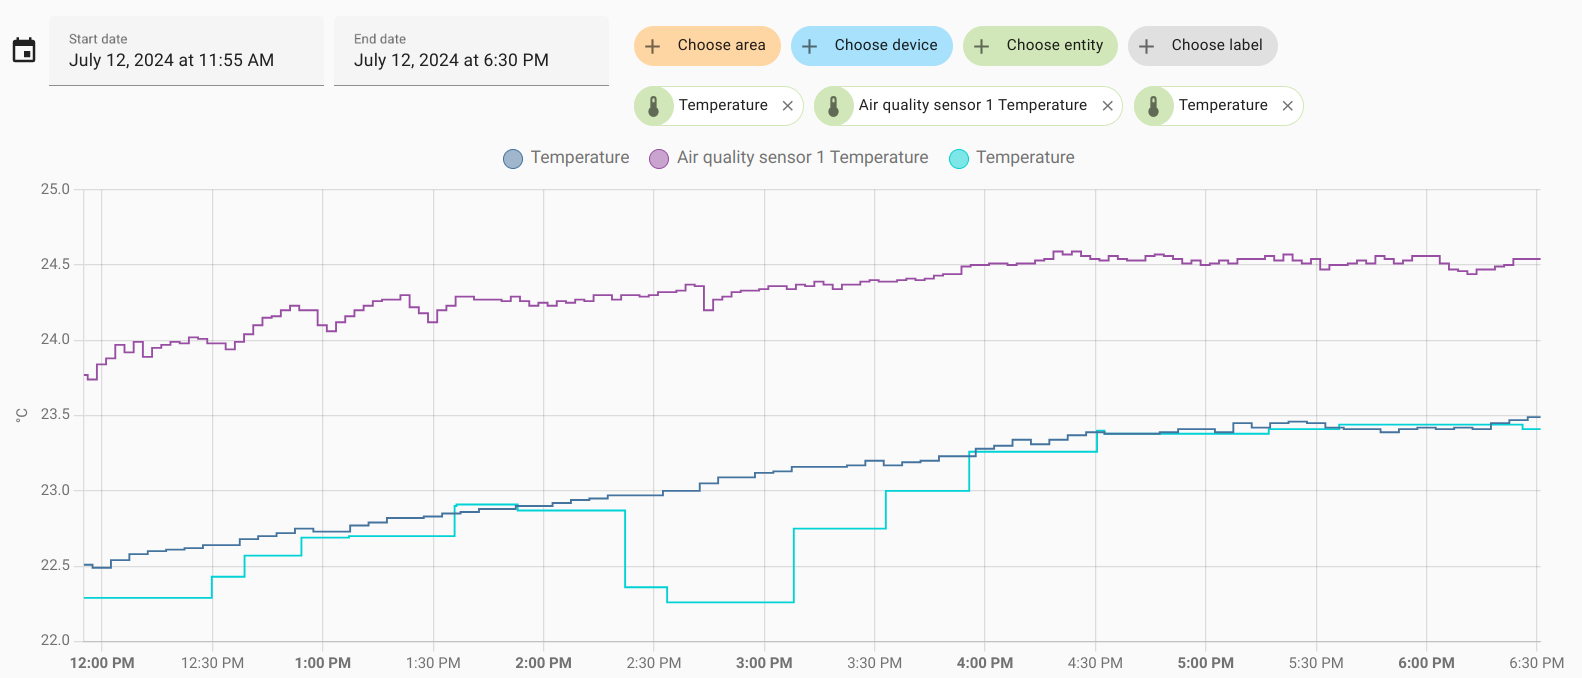 Start date
July 12, 2024 at 11:55 AM
End date
July 12, 2024 at 6:30 PM
Choose area
Choose device
Choose entity
Choose label
Temperature
Air quality sensor 1 Temperature
Temperature
Temperature
Air quality sensor 1 Temperature
Temperature
25.0
24.5
24.0
23.5
23.0
22.5
22.0
°C
12:00 PM
12:30 PM
1:00 PM
1:30 PM
2:00 PM
2:30 PM
3:00 PM
3:30 PM
4:00 PM
4:30 PM
5:00 PM
5:30 PM
6:00 PM
6:30 PM